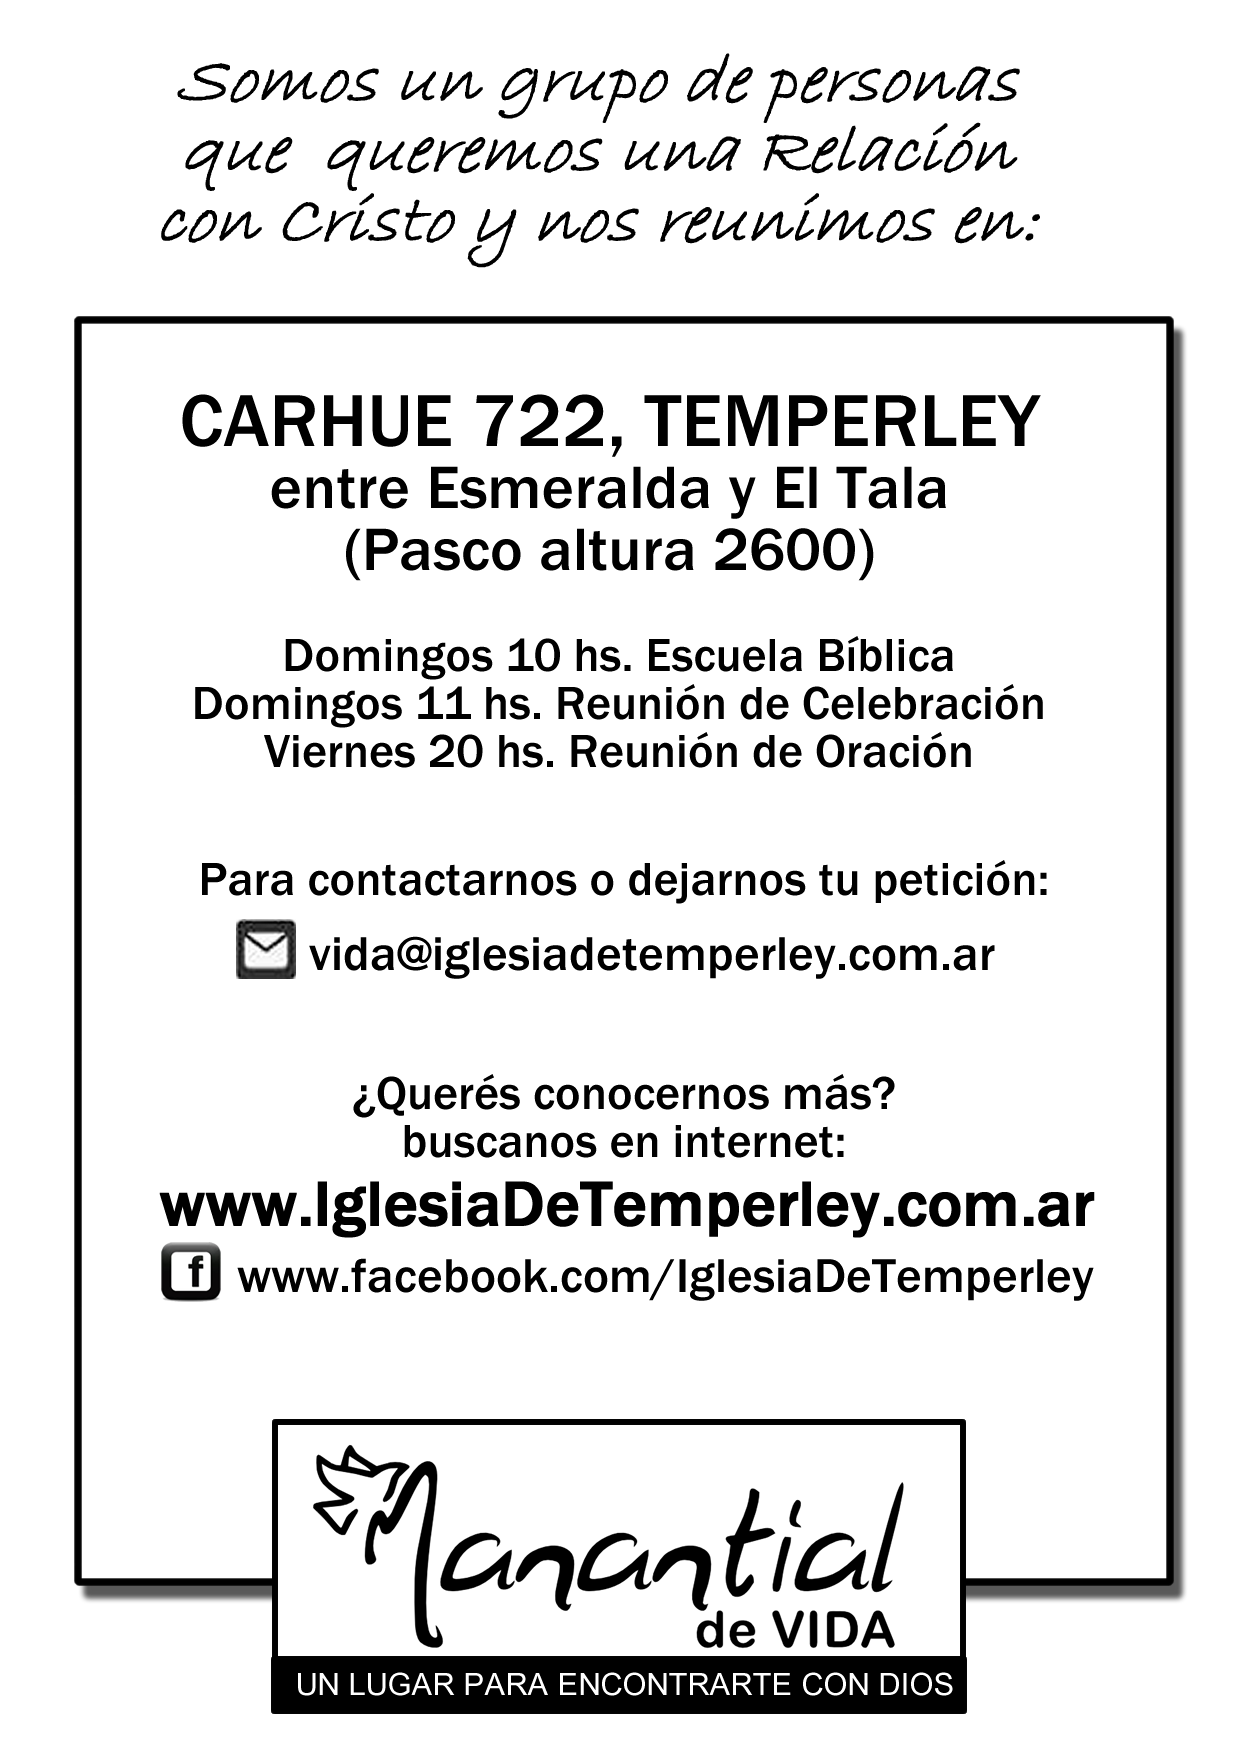 Somos un grupo de personas
que queremos una Relación
con Cristo y nos reunimos en:
CARHUE 722, TEMPERLEY
entre Esmeralda y El Tala
(Pasco altura 2600)
Domingos 10 hs. Escuela Bíblica
Domingos 11 hs. Reunión de Celebración
Viernes 20 hs. Reunión de Oración
Para contactarnos o dejarnos tu petición:
vida@iglesiadetemperley.com.ar
¿Querés conocernos más?
buscanos en internet:
www.IglesiaDeTemperley.com.ar
f www.facebook.com/IglesiaDeTemperley
Manantial
de VIDA
UN LUGAR PARA ENCONTRARTE CON DIOS